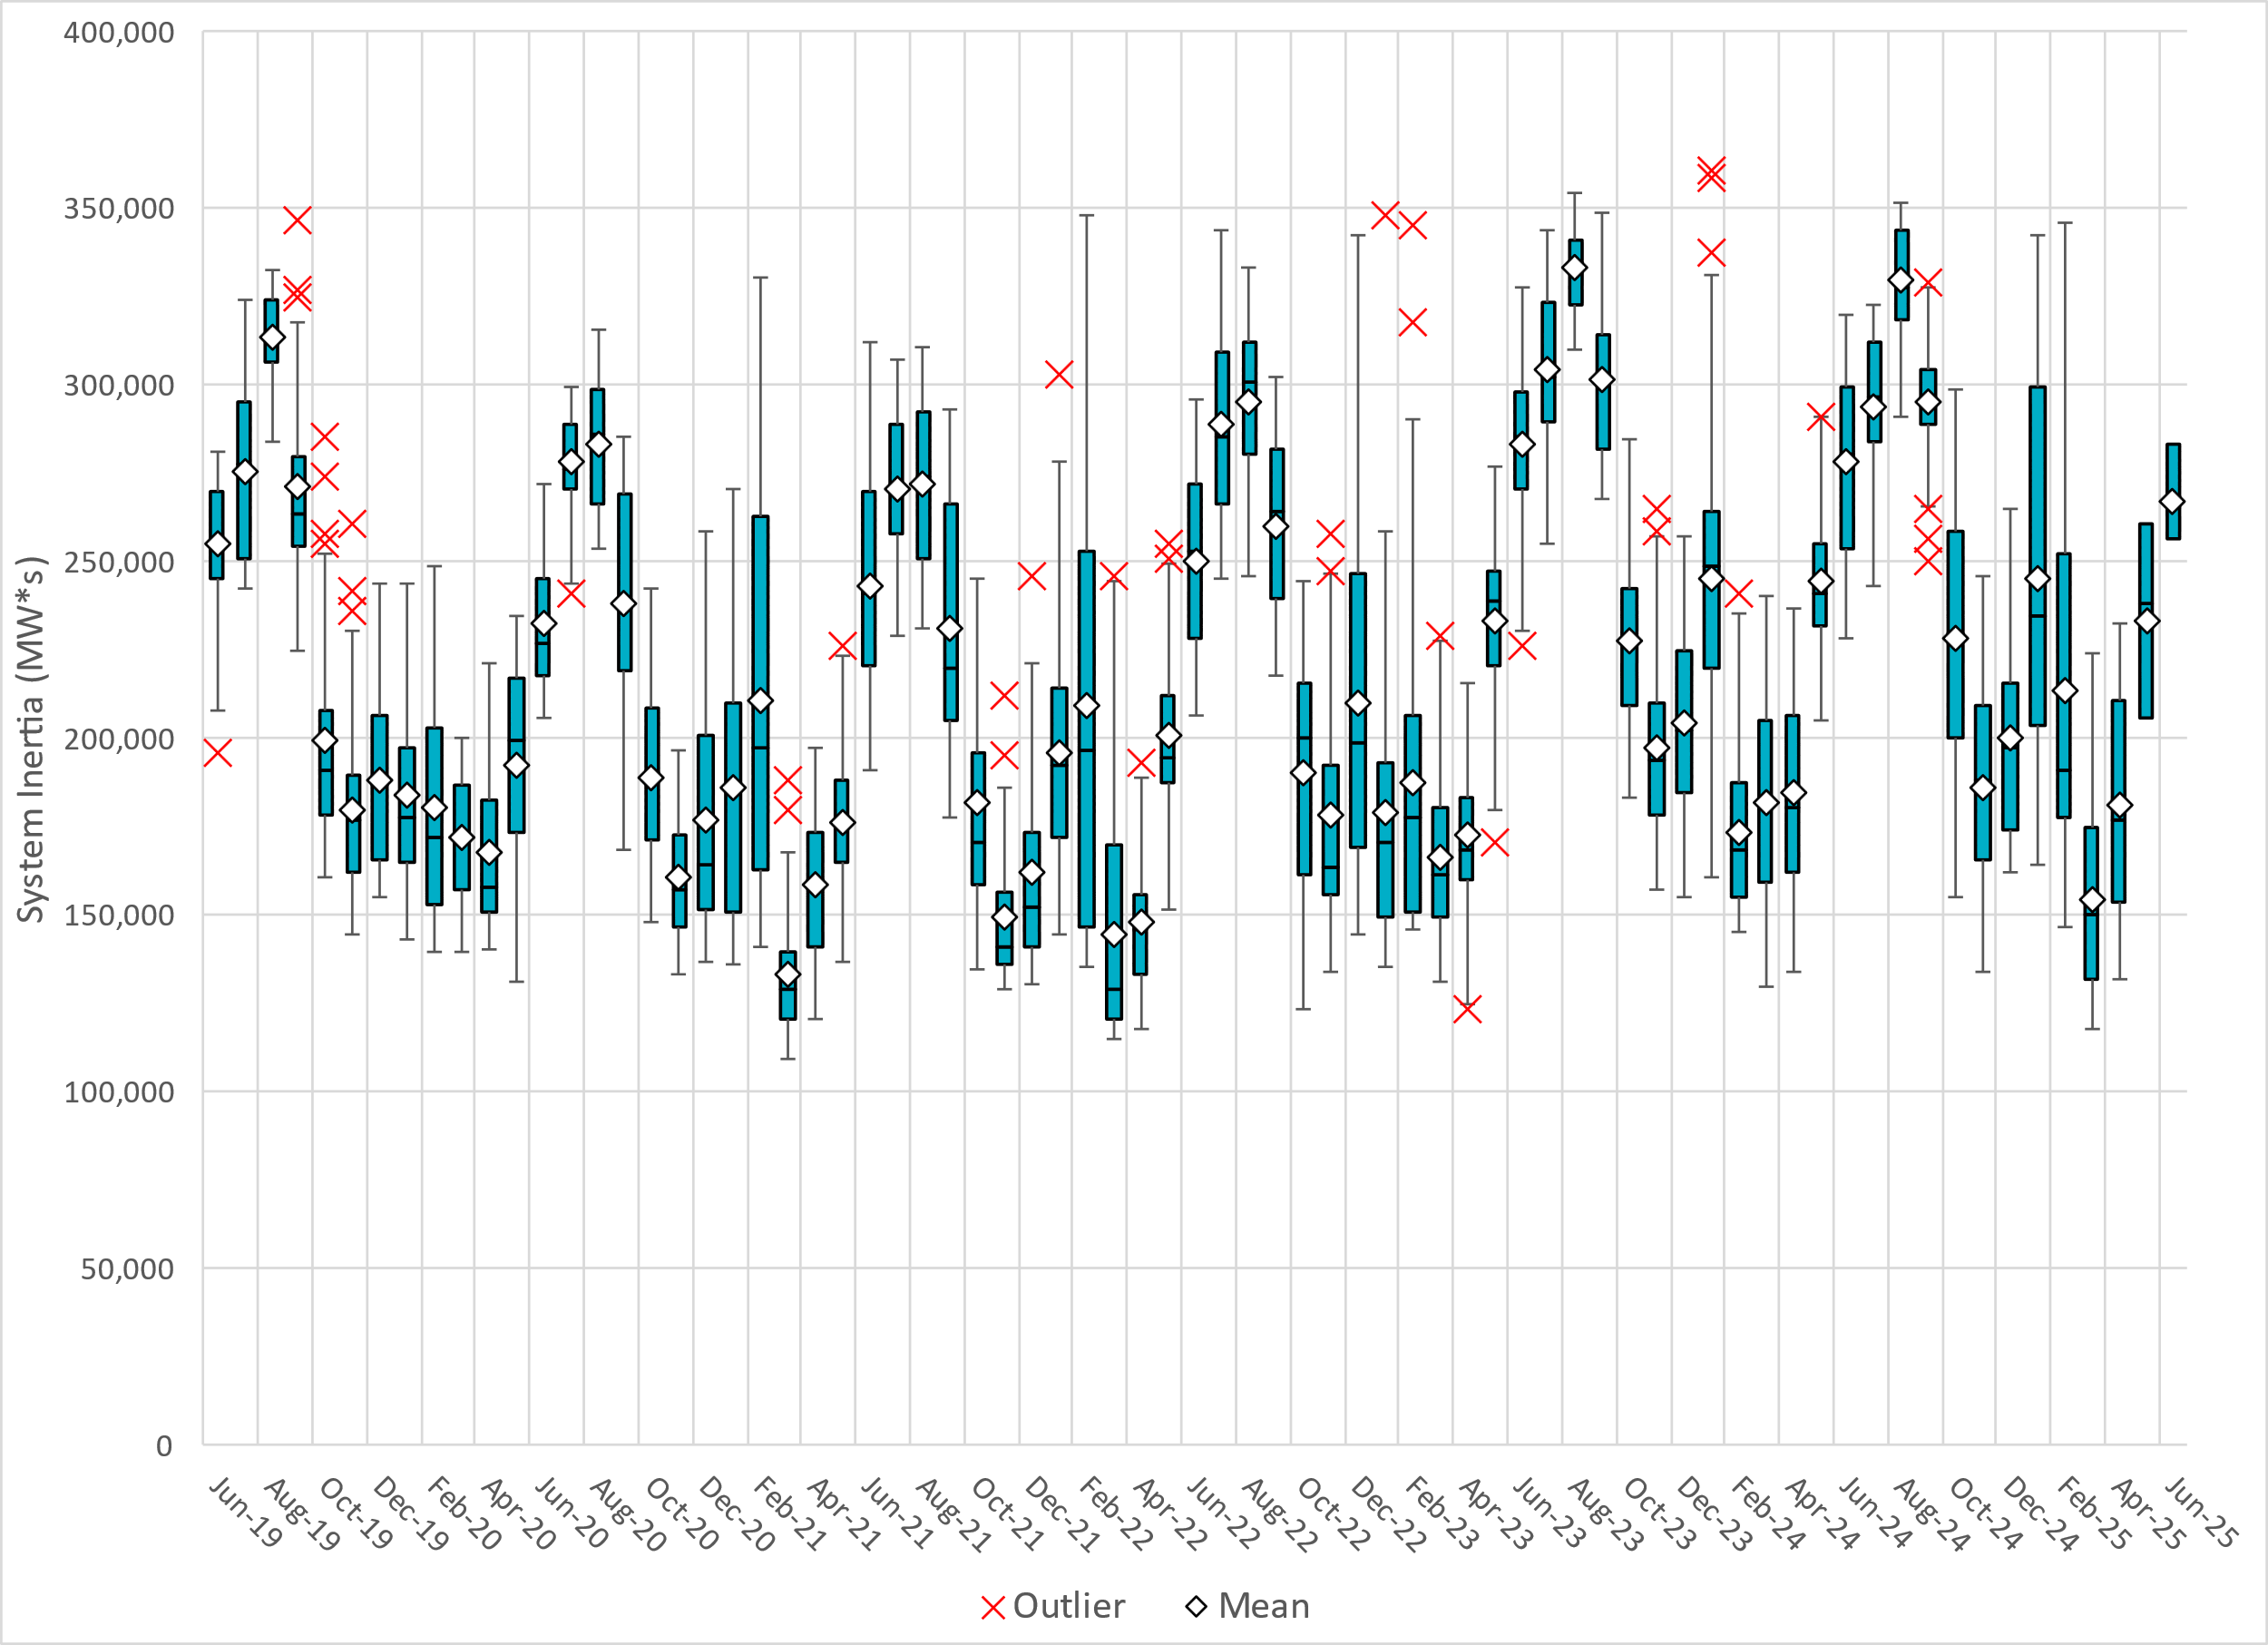 System Inertia (MW*s)
400,000
350,000
300,000
250,000
200,000
150,000
100,000
50,000
0
Jun-19
Aug-19
Oct-19
Dec-19
Feb-20
Apr-20
Jun-20
Aug-20
Oct-20
Dec-20
Feb-21
Apr-21
Jun-21
Aug-21
Oct-21
Dec-21
Feb-22
Apr-22
Jun-22
Aug-22
Oct-22
Dec-22
Feb-23
Apr-23
Jun-23
Aug-23
Oct-23
Dec-23
Feb-24
Apr-24
Jun-24
Aug-24
Oct-24
Dec-24
Feb-25
Apr-25
Jun-25
Outlier
Mean